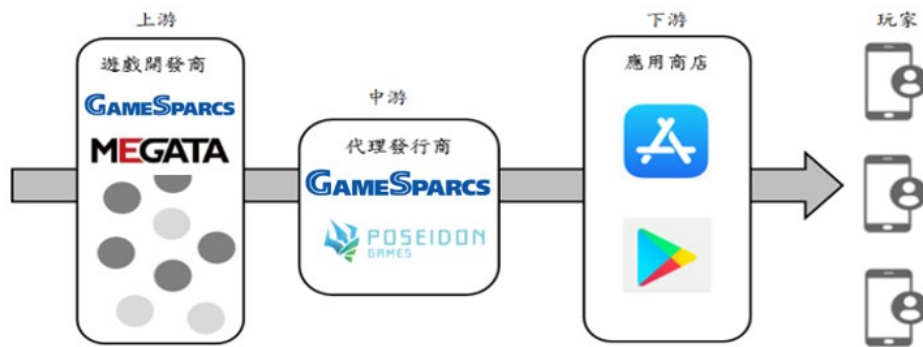 上游
遊戲開發商
GAMESPARCS
MEGATA
中游
代理發行商
GAMESPARCS
POSEIDON
GAMES
下游
應用商店
玩家